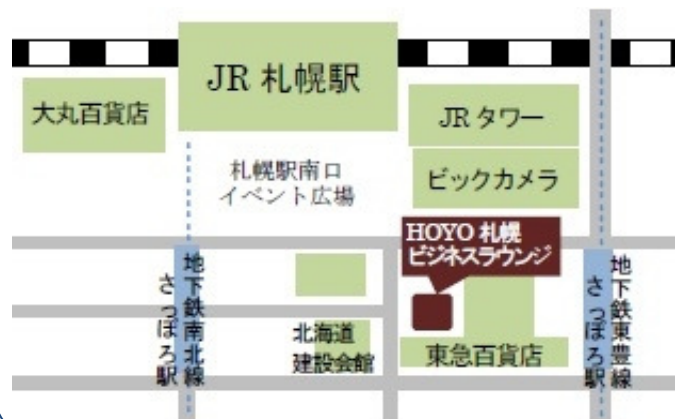 JR 札幌駅
大丸百貨店
JRタワー
札幌駅南口
イベント広場
ビックカメラ
HOYO 札幌
ビジネスラウンジ
地下鉄南北線
さっぽろ駅
地下鉄東豊線
さっぽろ駅
北海道
建設会館
東急百貨店